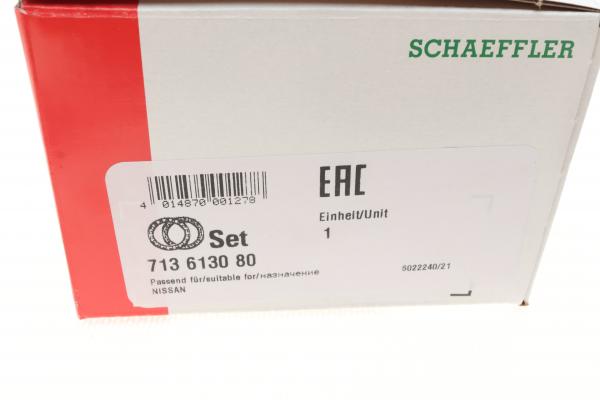 SCHAEFFLER
4 014870 001278
EAC
Einheit/Unit
1
Set
713 6130 80
Passend für/suitable for/назначение
NISSAN
5022240/21